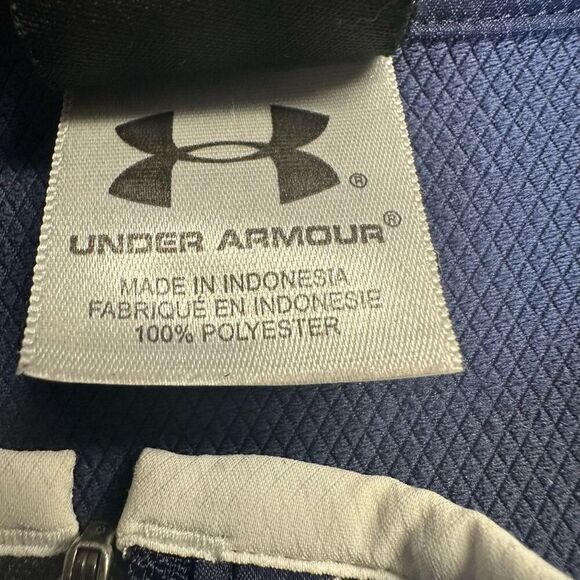 ®
UNDER ARMOUR®
MADE IN INDONESIA
FABRIQUÉ EN INDONESIE
100% POLYESTER